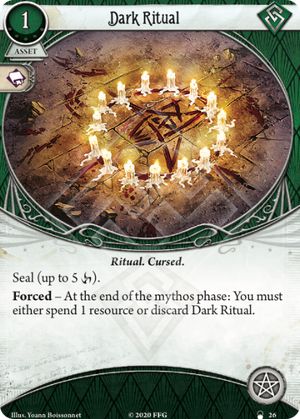 1
Dark Ritual
ASSET
Ritual. Cursed.
Seal (up to 5 ).
Forced – At the end of the mythos phase: You must
either spend 1 resource or discard Dark Ritual.
Illus. Yoann Boissonnet
© 2020 FFG
26